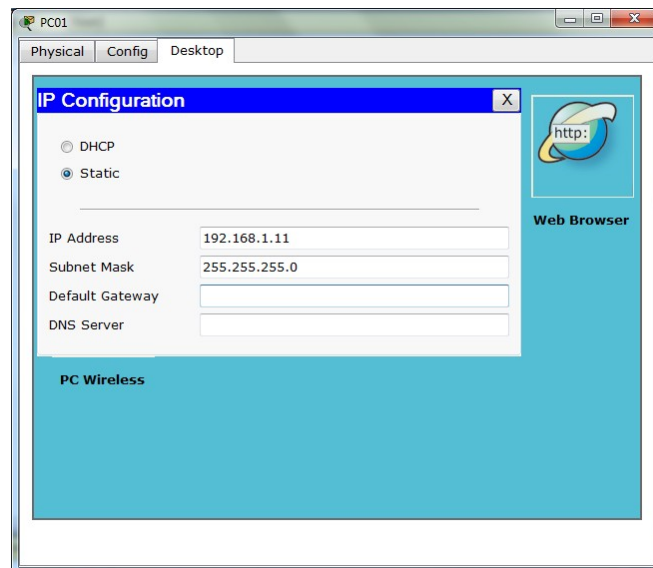 PC01
Physical Config Desktop
IP Configuration X
http:
DHCP
Static
Web Browser
IP Address 192.168.1.11
Subnet Mask 255.255.255.0
Default Gateway
DNS Server
PC Wireless